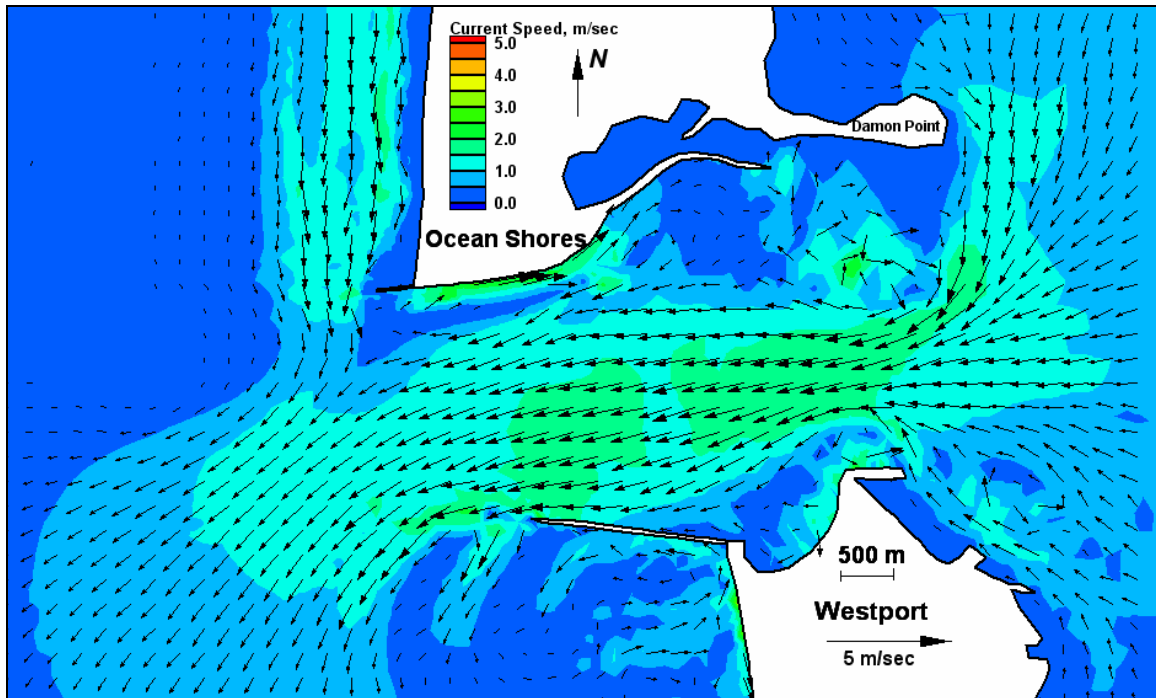 Current Speed, m/sec
5.0
4.0
3.0
2.0
1.0
0.0
N
Damon Point
Ocean Shores
500 m
Westport
5 m/sec